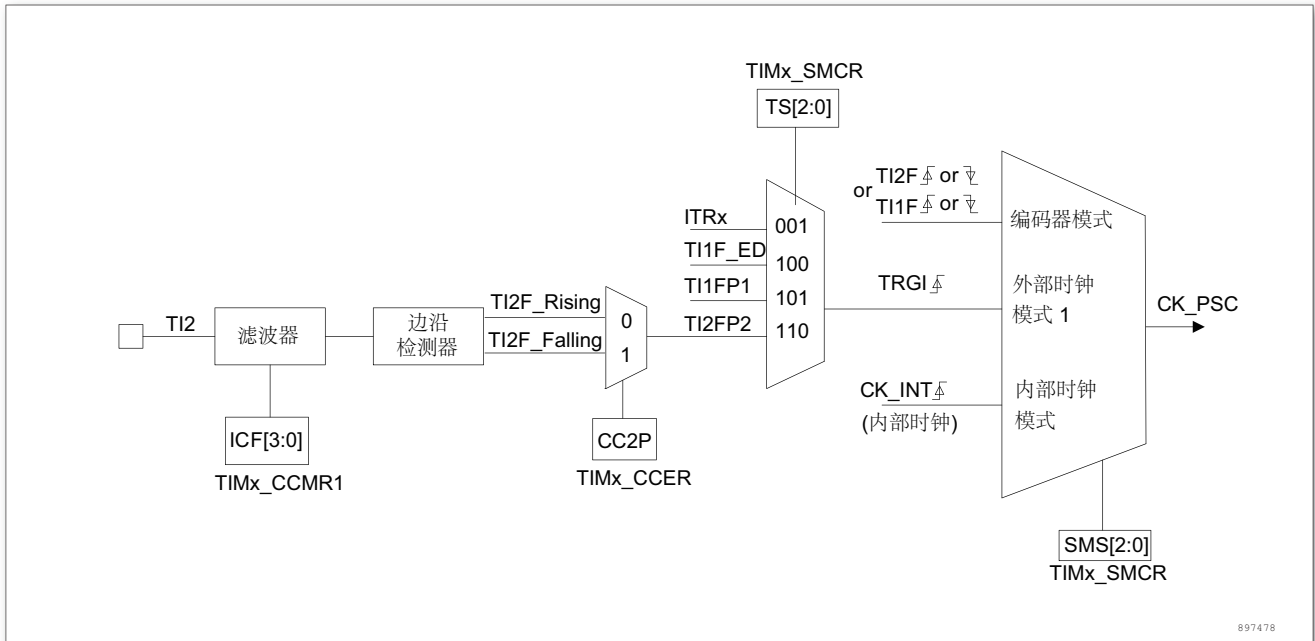 TIMx_SMCR
TS[2:0]
TI2F or
or
TI1F or
ITRx
001
编码器模式
TI1F_ED
100
TI1FP1
101
TRGI
外部时钟
模式 1
CK_PSC
TI2F_Rising
TI2FP2
110
0
TI2
滤波器
边沿
检测器
TI2F_Falling
1
CK_INT
(内部时钟)
内部时钟
模式
ICF[3:0]
TIMx_CCMR1
CC2P
TIMx_CCER
SMS[2:0]
TIMx_SMCR
897478